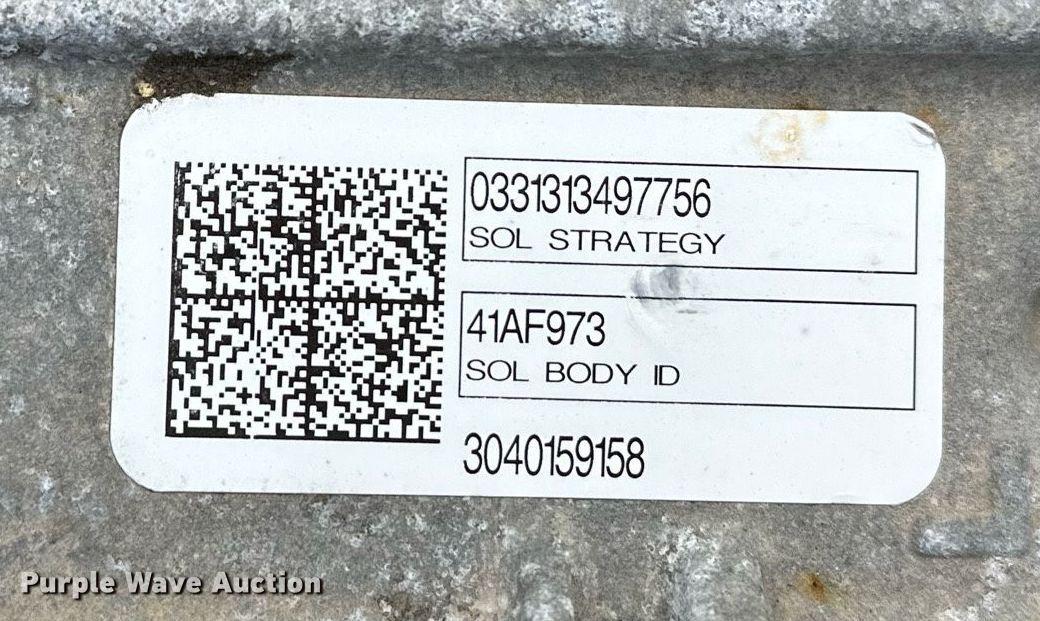 0331313497756
SOL STRATEGY
41AF973
SOL BODY ID
3040159158
Purple Wave Auction